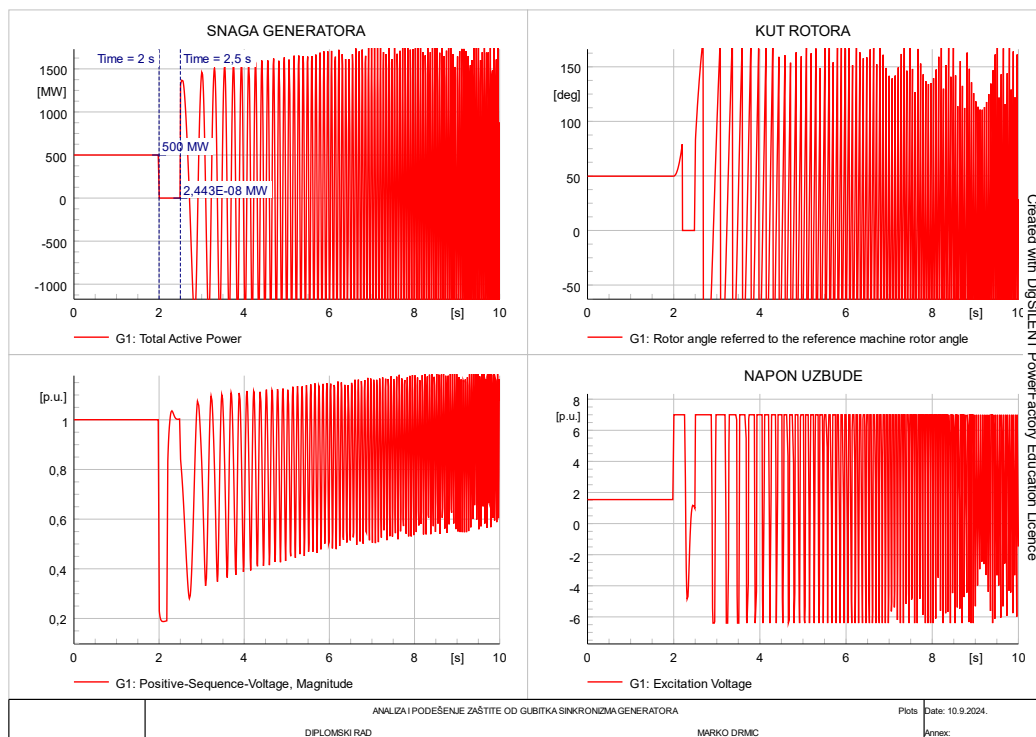 SNAGA GENERATORA
Time = 2 s
Time = 2,5 s
1500
[MW]
1000
500
0
-500
-1000
500 MW
2,443E-08 MW
0
2
4
6
8
[s]
10
G1: Total Active Power
KUT ROTORA
150
[deg]
100
50
0
-50
0
2
4
6
8
[s]
10
G1: Rotor angle referred to the reference machine rotor angle
[p.u.]
1
0,8
0,6
0,4
0,2
0
2
4
6
8
[s]
10
G1: Positive-Sequence-Voltage, Magnitude
NAPON UZBUDE
8
[p.u.]
6
4
2
0
-2
-4
-6
0
2
4
6
8
[s]
10
G1: Excitation Voltage
Created with DIgSILENT PowerFactory Education Licence
ANALIZA I PODEŠENJE ZAŠTITE OD GUBITKA SINKRONIZMA GENERATORA
Plots
Date: 10.9.2024.
DIPLOMSKI RAD
MARKO DRMIC
Annex: